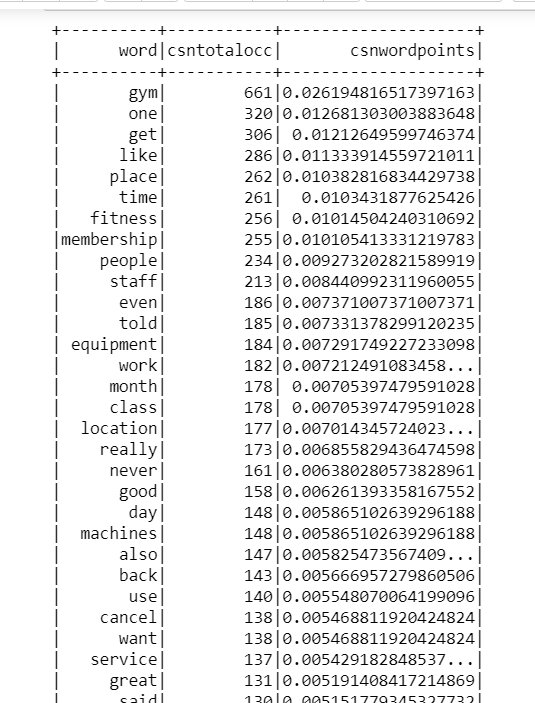 +----------+-----------+--------------------+
|      word|csntotalocc|       csnwordpoints|
+----------+-----------+--------------------+
|       gym|        661|0.026194816517397163|
|       one|        320|0.012681303003883648|
|       get|        306| 0.01212649599746374|
|      like|        286|0.011333914559721011|
|     place|        262|0.010382816834429738|
|      time|        261|  0.0103431877625426|
|   fitness|        256| 0.01014504240310692|
|membership|        255|0.010105413331219783|
|    people|        234|0.009273202821589919|
|     staff|        213|0.008440992311960055|
|      even|        186|0.007371007371007371|
|      told|        185|0.007331378299120235|
| equipment|        184|0.007291749227233098|
|      work|        182|0.007212491083458...|
|     month|        178| 0.00705397479591028|
|     class|        178| 0.00705397479591028|
|  location|        177|0.007014345724023...|
|    really|        173|0.006855829436474598|
|     never|        161|0.006380280573828961|
|      good|        158|0.006261393358167552|
|       day|        148|0.005865102639296188|
|  machines|        148|0.005865102639296188|
|      also|        147|0.005825473567409...|
|      back|        143|0.005666957279860506|
|       use|        140|0.005548070064199096|
|    cancel|        138|0.005468811920424824|
|      want|        138|0.005468811920424824|
|   service|        137|0.005429182848537...|
|     great|        131|0.005191408417214869|
|      said|        130|0.005151779345327732|